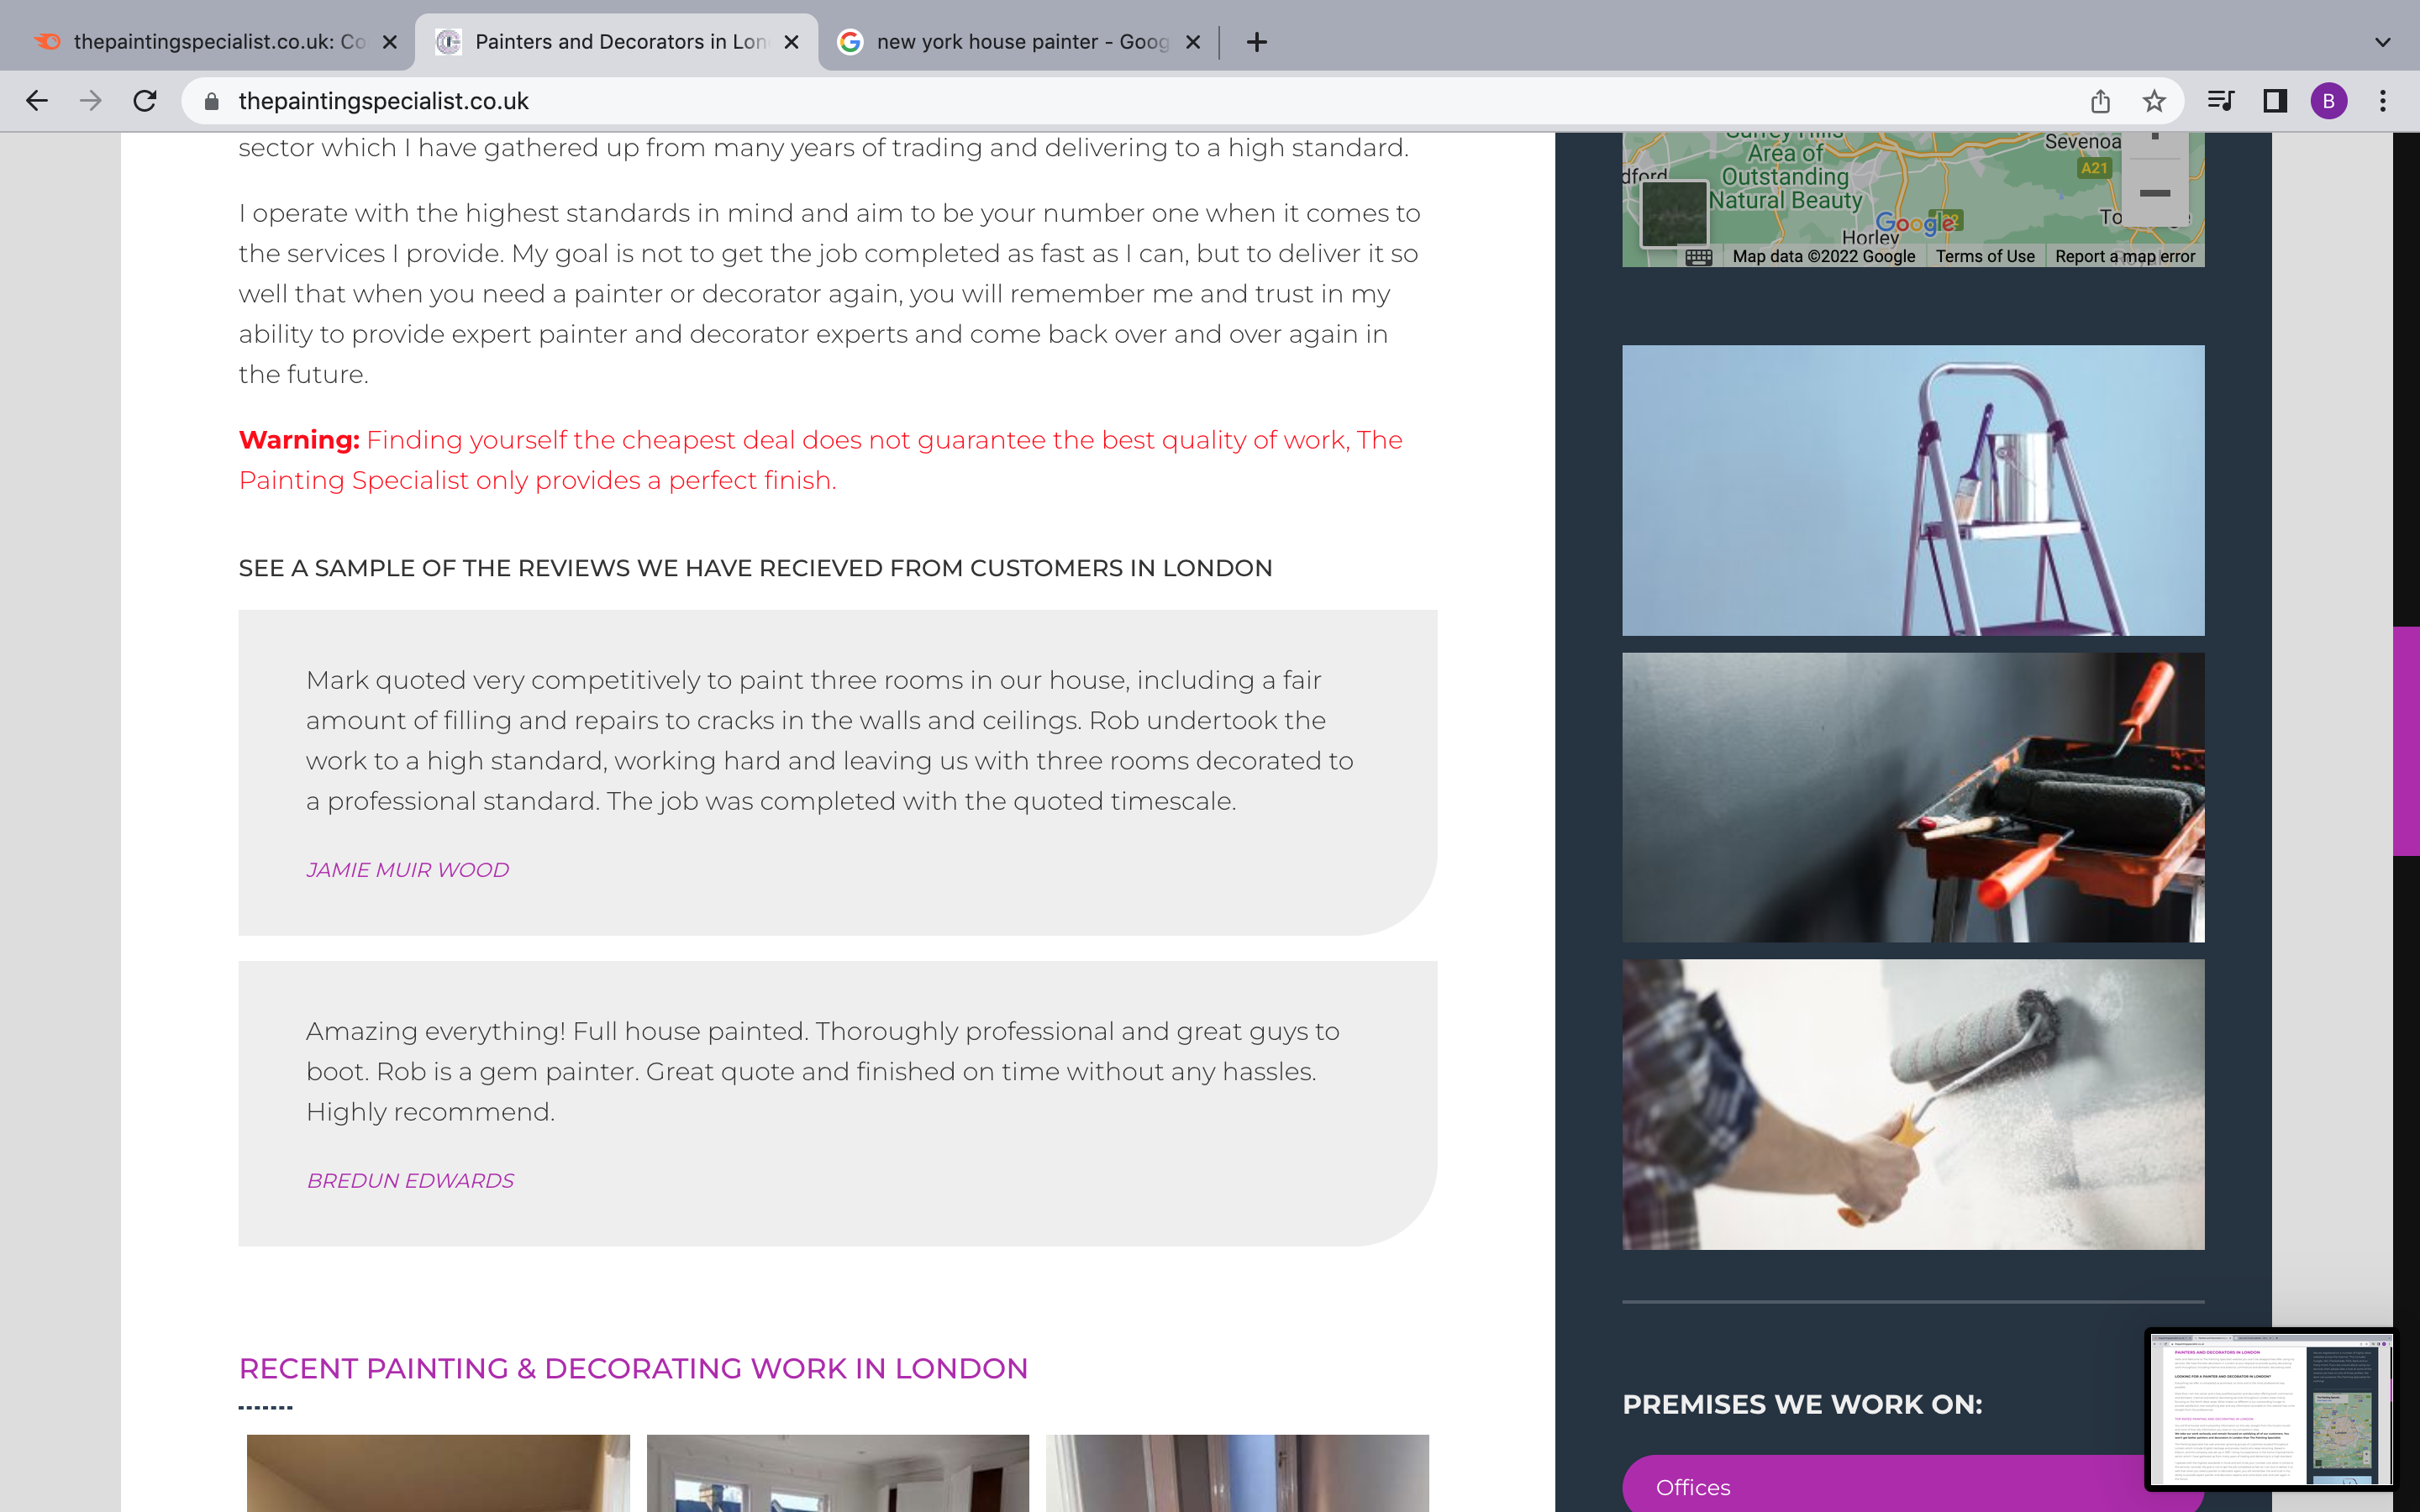 thepaintingspecialist.co.uk: Co
Painters and Decorators in Lon
new york house painter - Goog
thepaintingspecialist.co.uk
B
sector which I have gathered up from many years of trading and delivering to a high standard.
I operate with the highest standards in mind and aim to be your number one when it comes to
the services I provide. My goal is not to get the job completed as fast as I can, but to deliver it so
well that when you need a painter or decorator again, you will remember me and trust in my
ability to provide expert painter and decorator experts and come back over and over again in
the future.
Warning: Finding yourself the cheapest deal does not guarantee the best quality of work, The
Painting Specialist only provides a perfect finish.
SEE A SAMPLE OF THE REVIEWS WE HAVE RECIEVED FROM CUSTOMERS IN LONDON
Mark quoted very competitively to paint three rooms in our house, including a fair
amount of filling and repairs to cracks in the walls and ceilings. Rob undertook the
work to a high standard, working hard and leaving us with three rooms decorated to
a professional standard. The job was completed with the quoted timescale.
JAMIE MUIR WOOD
Amazing everything! Full house painted. Thoroughly professional and great guys to
boot. Rob is a gem painter. Great quote and finished on time without any hassles.
Highly recommend.
BREDUN EDWARDS
RECENT PAINTING & DECORATING WORK IN LONDON
Surrey Hills
Area of
Outstanding
Natural Beauty
Sevenoa
A21
dford
Google
Horley
Map data ©2022 Google
Terms of Use
Report a map error
PREMISES WE WORK ON:
Offices
PAINTERS AND DECORATORS IN LONDON